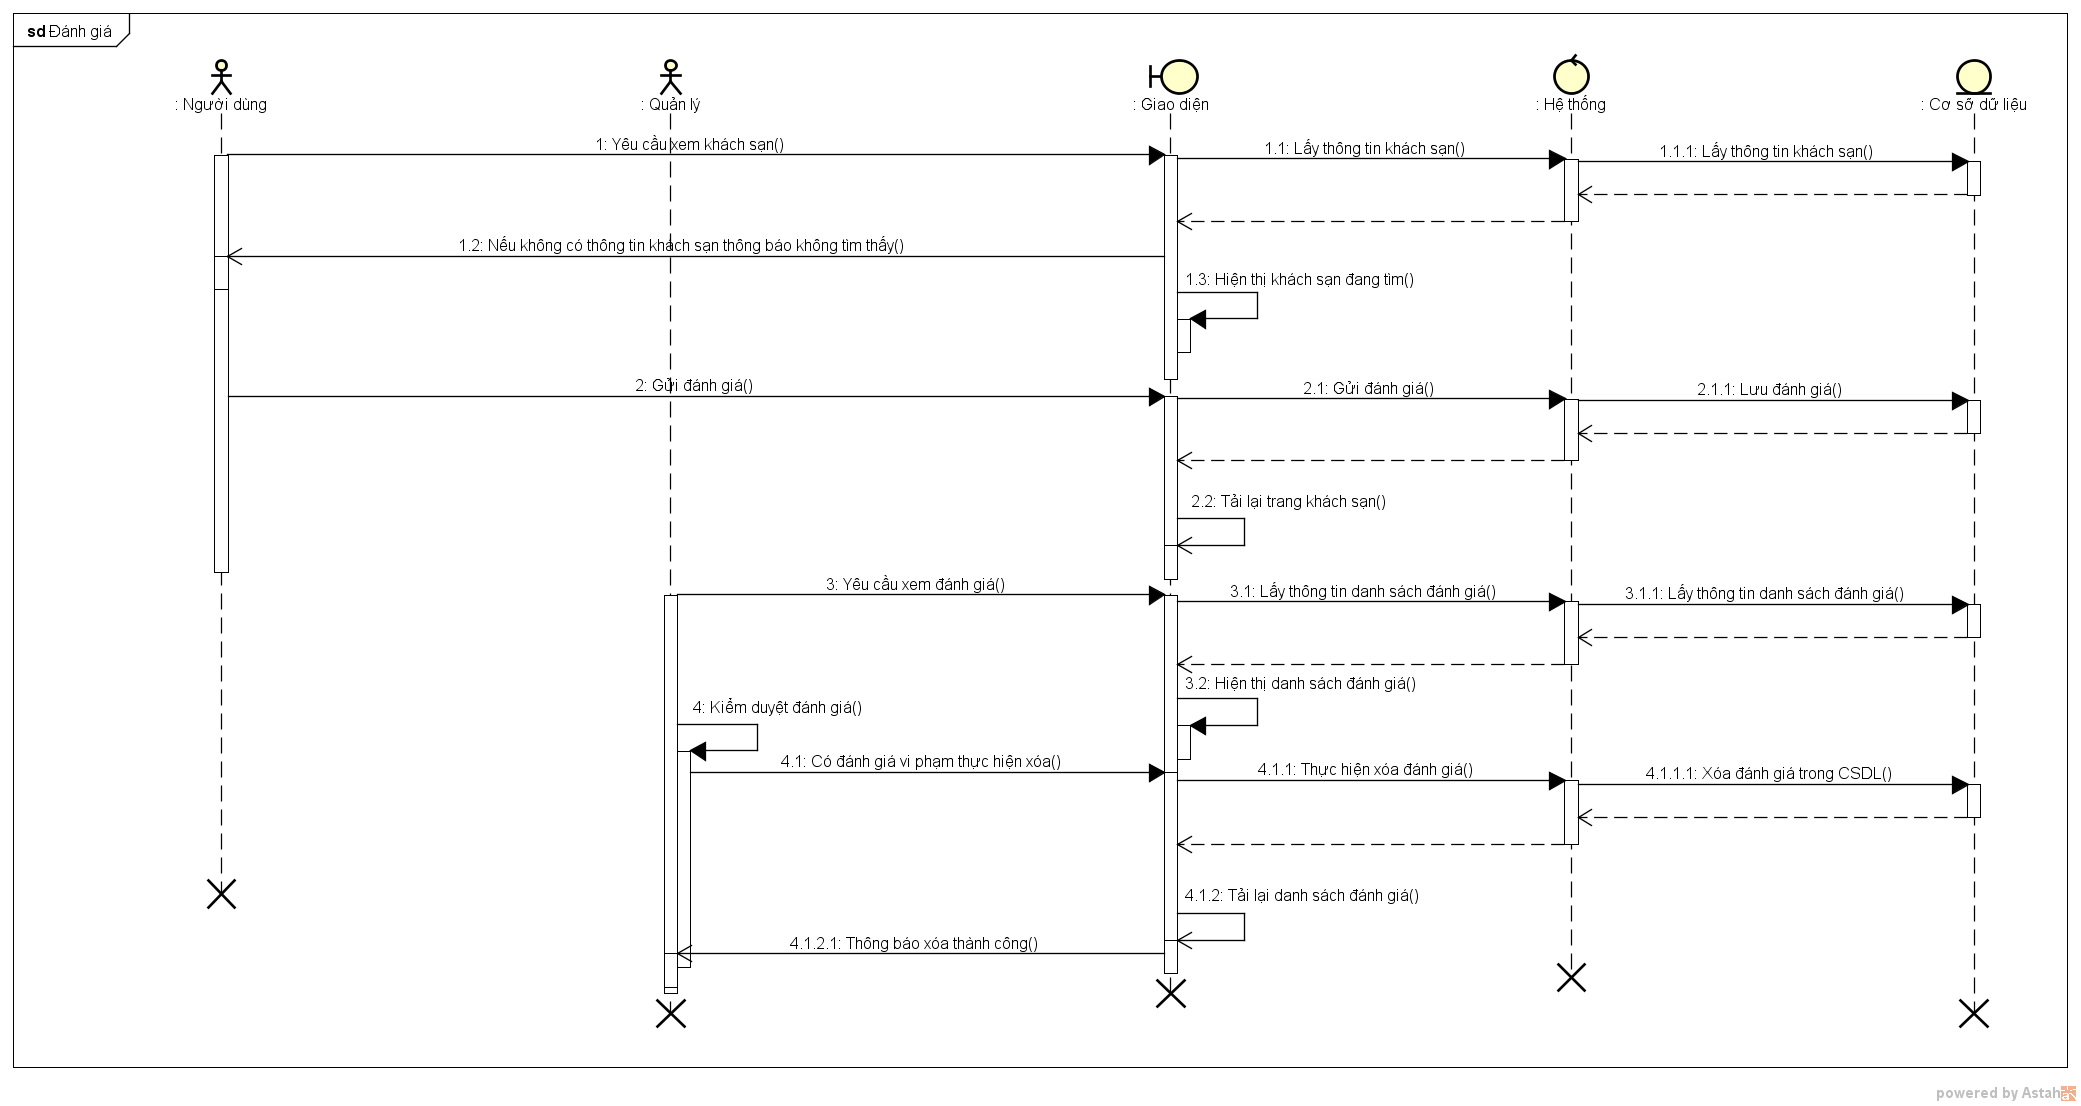 sd Đánh giá
: Người dùng
: Quản lý
: Giao diện
: Hệ thống
: Cơ sỡ dữ liệu
1: Yêu cầu xem khách sạn()
1.1: Lấy thông tin khách sạn()
1.1.1: Lấy thông tin khách sạn()
1.2: Nếu không có thông tin khách sạn thông báo không tìm thấy()
1.3: Hiện thị khách sạn đang tìm()
2: Gửi đánh giá()
2.1: Gửi đánh giá()
2.1.1: Lưu đánh giá()
2.2: Tải lại trang khách sạn()
3: Yêu cầu xem đánh giá()
3.1: Lấy thông tin danh sách đánh giá()
3.1.1: Lấy thông tin danh sách đánh giá()
3.2: Hiện thị danh sách đánh giá()
4: Kiểm duyệt đánh giá()
4.1: Có đánh giá vi phạm thực hiện xóa()
4.1.1: Thực hiện xóa đánh giá()
4.1.1.1: Xóa đánh giá trong CSDL()
4.1.2: Tải lại danh sách đánh giá()
4.1.2.1: Thông báo xóa thành công()
powered by Astah